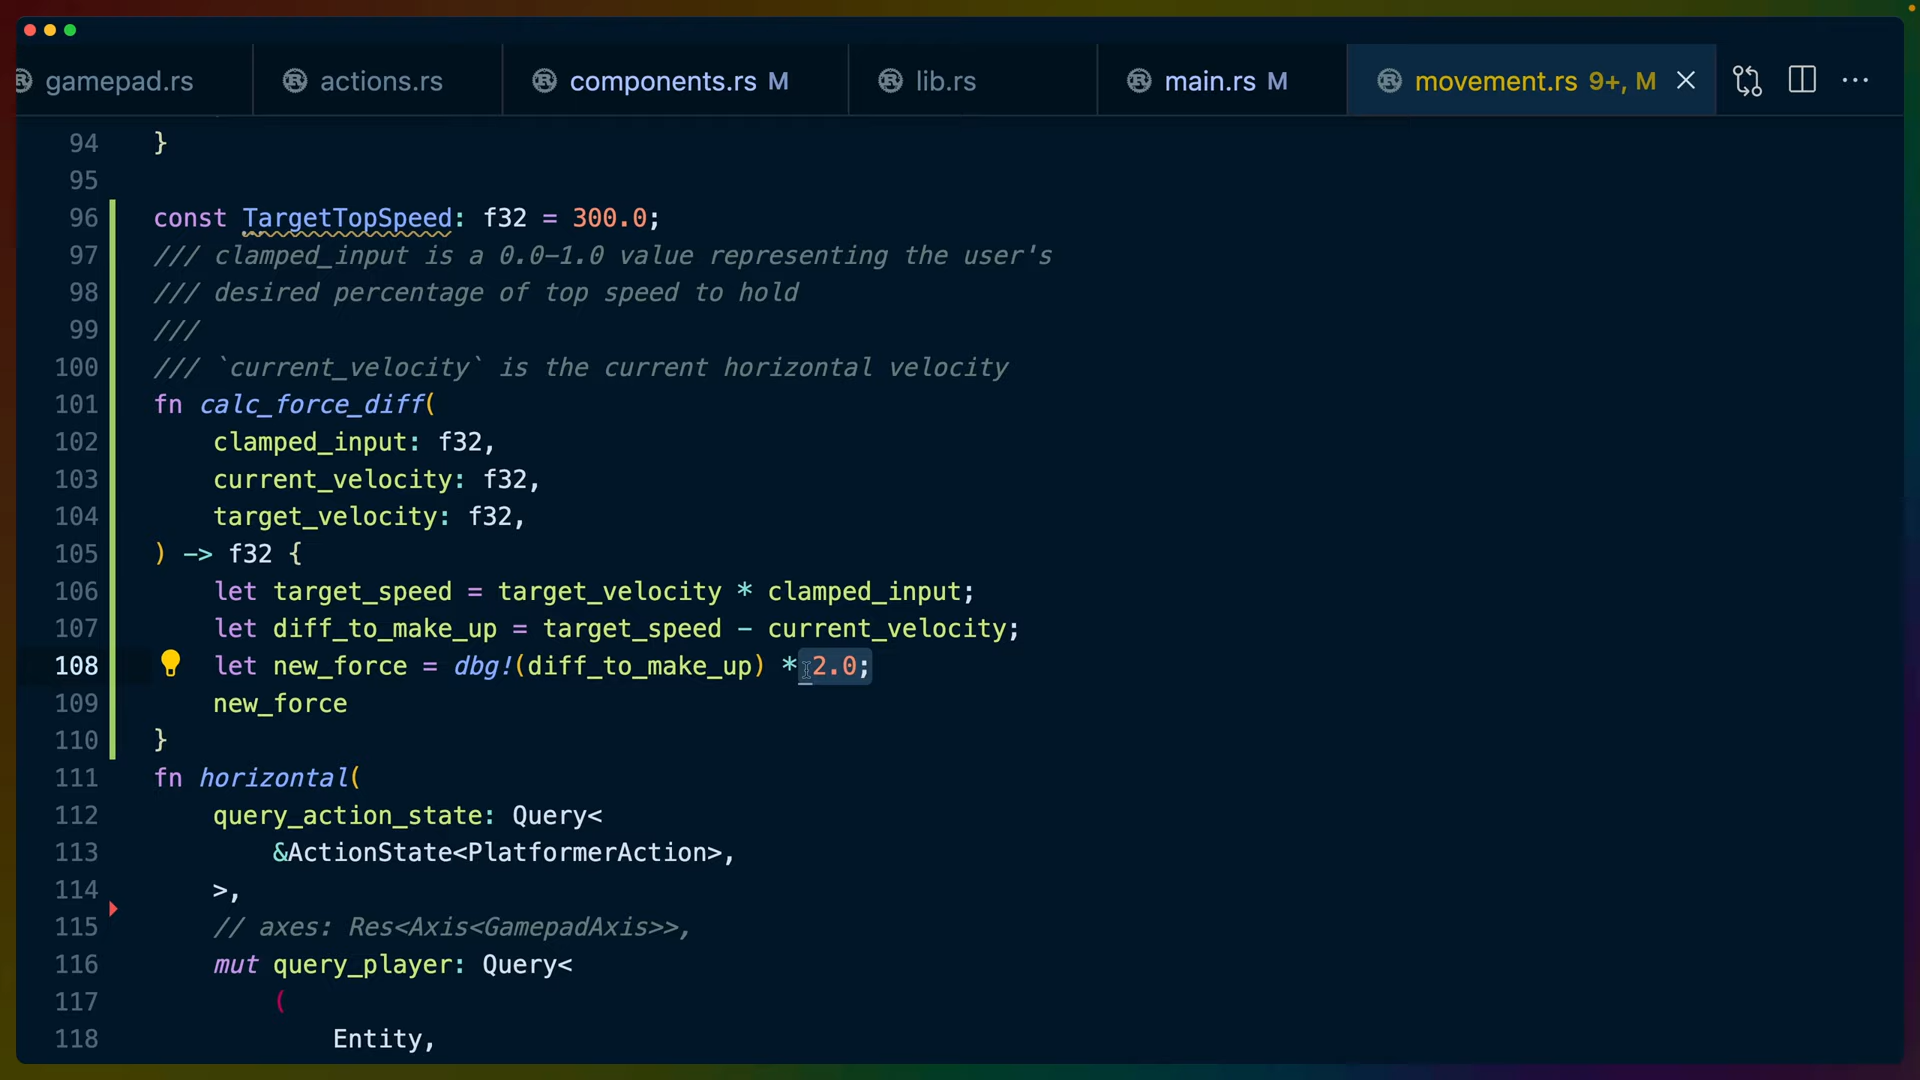 gamepad.rs actions.rs components.rs M lib.rs main.rs M movement.rs 9+, M
94 }
95
96 const TargetTopSpeed: f32 = 300.0;
97 /// clamped_input is a 0.0-1.0 value representing the user's
98 /// desired percentage of top speed to hold
99 ///
100 /// `current_velocity` is the current horizontal velocity
101 fn calc_force_diff(
102 clamped_input: f32,
103 current_velocity: f32,
104 target_velocity: f32,
105 ) -> f32 {
106 let target_speed = target_velocity * clamped_input;
107 let diff_to_make_up = target_speed - current_velocity;
108 let new_force = dbg!(diff_to_make_up) * 2.0;
109 new_force
110 }
111 fn horizontal(
112 query_action_state: Query<
113 &ActionState<PlatformerAction>,
114 >,
115 // axes: Res<Axis<GamepadAxis>>,
116 mut query_player: Query<
117 (
118 Entity,